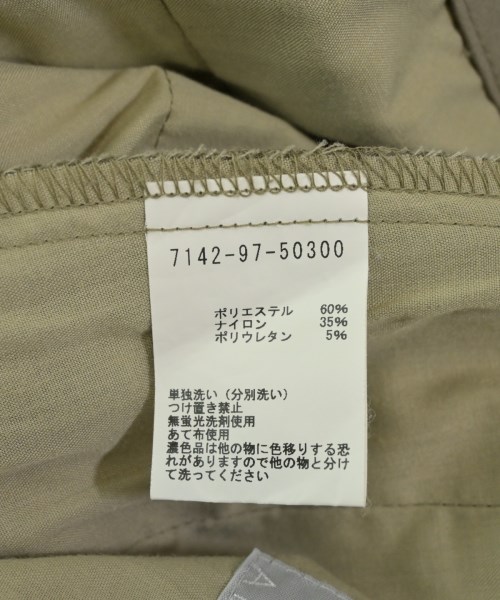 7142-97-50300
ポリエステル 60%
ナイロン 35%
ポリウレタン 5%
単独洗い（分別洗い）
つけ置き禁止
無蛍光洗剤使用
あて布使用
濃色品は他の物に色移りする恐
れがありますので他の物と分け
て洗ってください